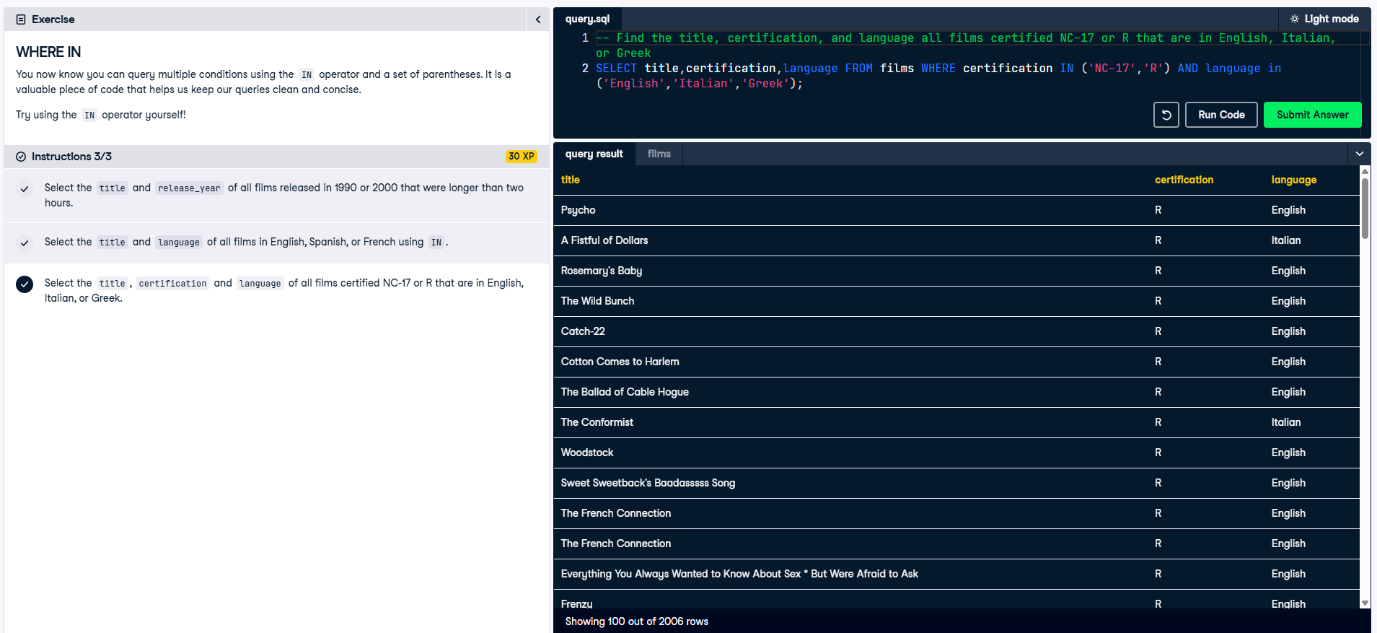 Exercise
WHERE IN
You now know you can query multiple conditions using the IN operator and a set of parentheses. It is a
valuable piece of code that helps us keep our queries clean and concise.
Try using the IN operator yourself!
Instructions 3/3
30 XP
Select the title and release_year of all films released in 1990 or 2000 that were longer than two
hours.
Select the title and language of all films in English, Spanish, or French using IN .
Select the title , certification and language of all films certified NC-17 or R that are in English,
Italian, or Greek.
query.sql
Light mode
1 -- Find the title, certification, and language all films certified NC-17 or R that are in English, Italian,
or Greek
2 SELECT title,certification,language FROM films WHERE certification IN ('NC-17','R') AND language in
('English','Italian','Greek');
Run Code
Submit Answer
query result films
title certification language
Psycho R English
A Fistful of Dollars R Italian
Rosemary's Baby R English
The Wild Bunch R English
Catch-22 R English
Cotton Comes to Harlem R English
The Ballad of Cable Hogue R English
The Conformist R Italian
Woodstock R English
Sweet Sweetback's Baadasssss Song R English
The French Connection R English
The French Connection R English
Everything You Always Wanted to Know About Sex * But Were Afraid to Ask R English
Frenzy R English
Showing 100 out of 2006 rows